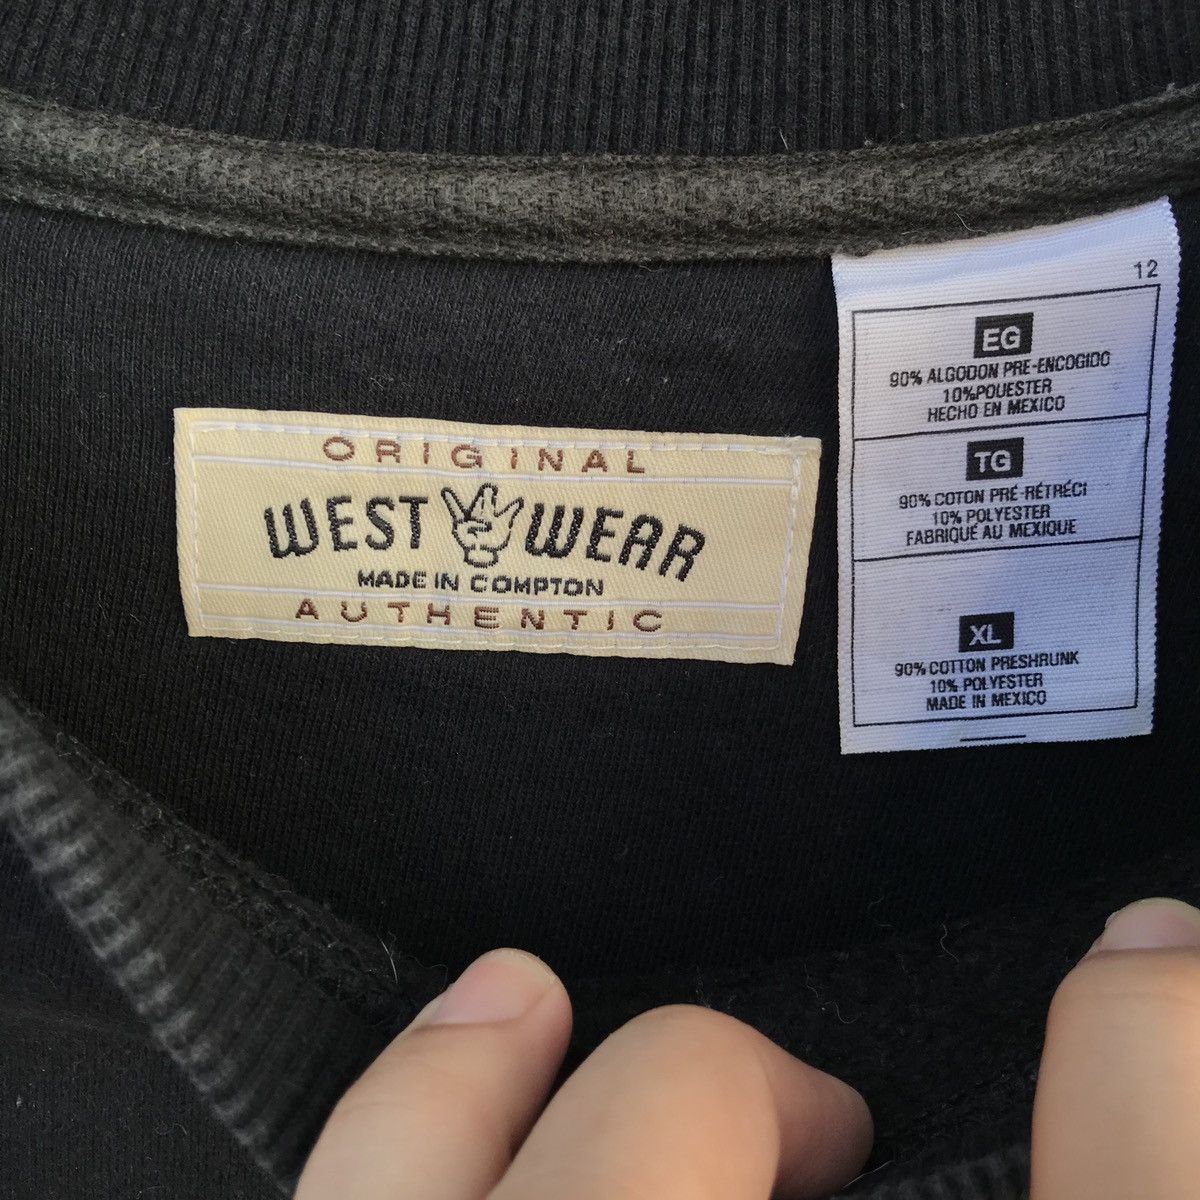 ORIGINAL
WEST WEAR
MADE IN COMPTON
AUTHENTIC
12
EG
90% ALGODON PRE-ENCOGIDO
10%POUESTER
HECHO EN MEXICO
TG
90% COTON PRÉ-RÉTRÉCI
10% POLYESTER
FABRIQUÉ AU MEXIQUE
XL
90% COTTON PRESHRUNK
10% POLYESTER
MADE IN MEXICO